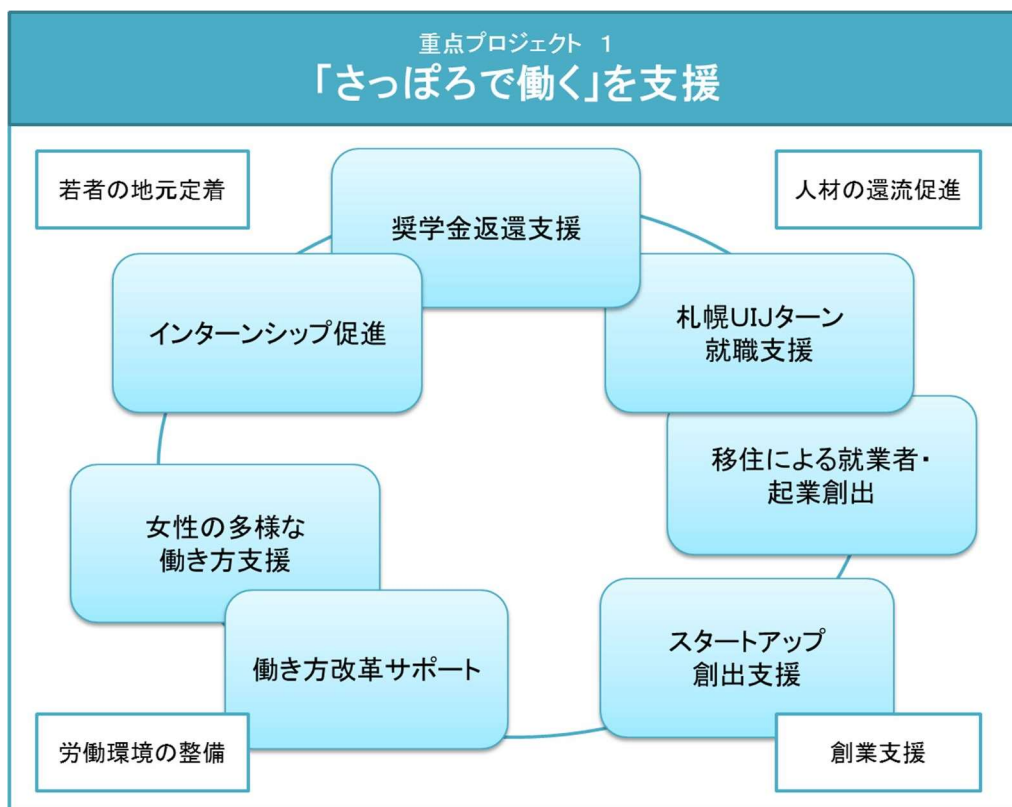 重点プロジェクト 1
「さっぽろで働く」を支援
若者の地元定着
人材の還流促進
奨学金返還支援
インターンシップ促進
札幌UIJターン
就職支援
移住による就業者・
起業創出
女性の多様な
働き方支援
スタートアップ
創出支援
働き方改革サポート
労働環境の整備
創業支援